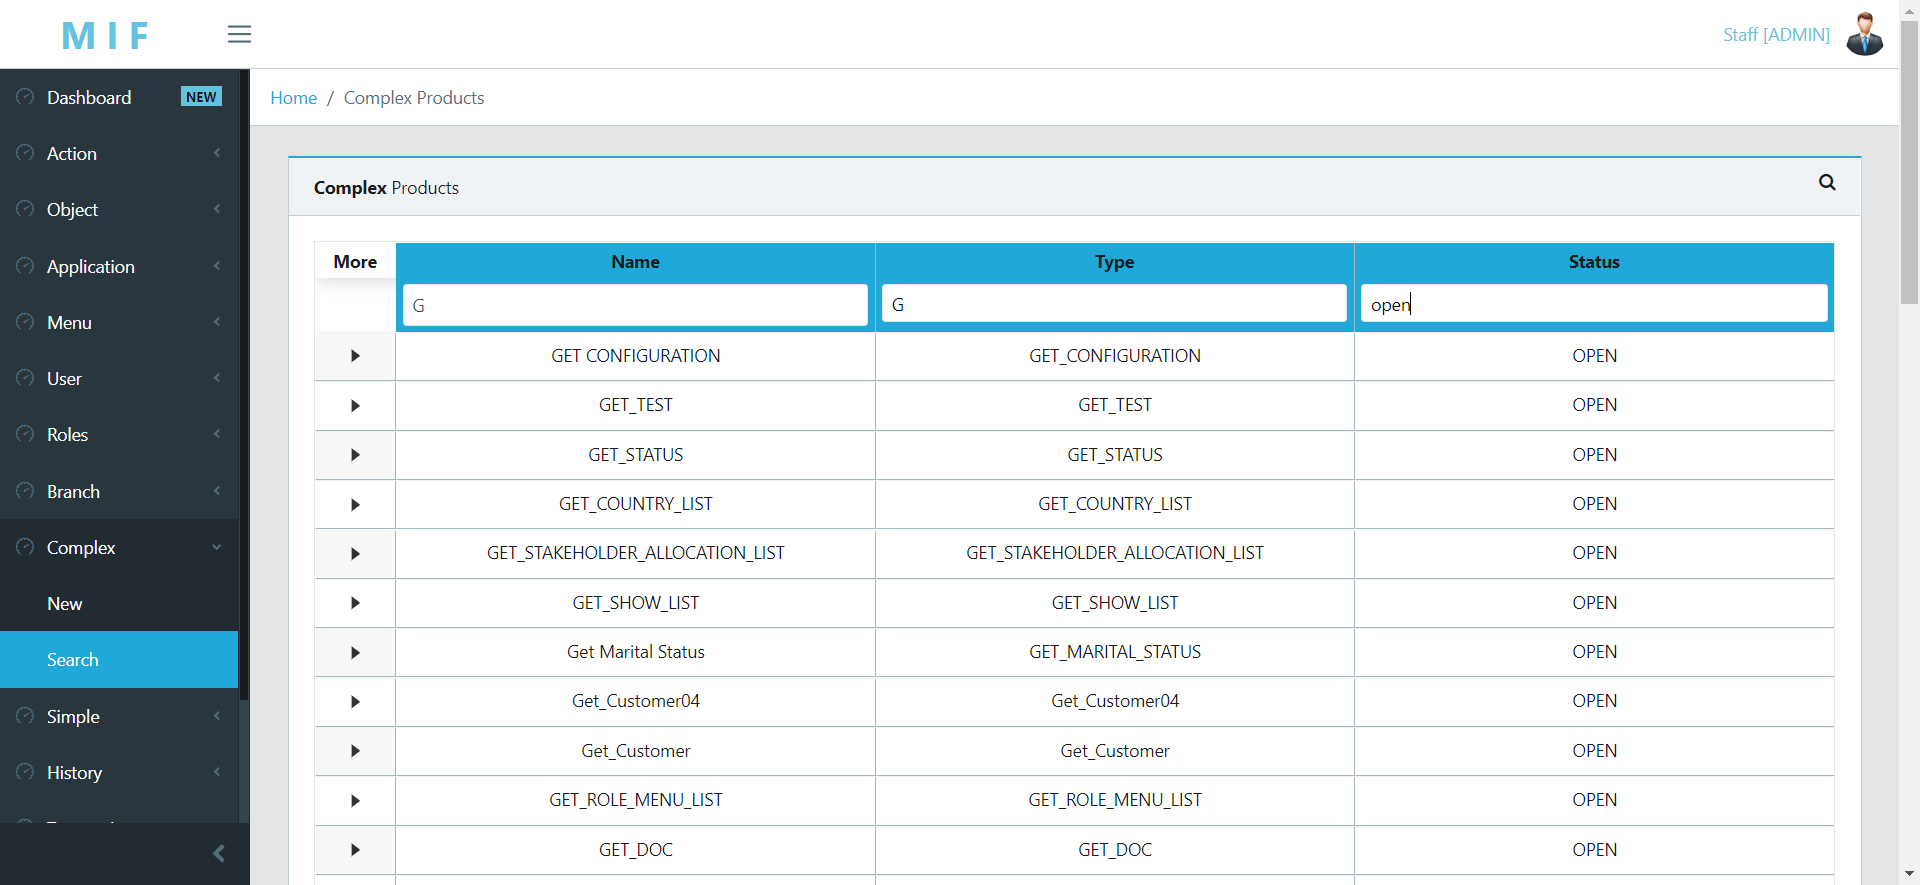 MIF
Staff [ADMIN]
Dashboard NEW
Action
Object
Application
Menu
User
Roles
Branch
Complex
New
Search
Simple
History
Home / Complex Products
Complex Products
More Name Type Status
G G open
GET CONFIGURATION GET_CONFIGURATION OPEN
GET_TEST GET_TEST OPEN
GET_STATUS GET_STATUS OPEN
GET_COUNTRY_LIST GET_COUNTRY_LIST OPEN
GET_STAKEHOLDER_ALLOCATION_LIST GET_STAKEHOLDER_ALLOCATION_LIST OPEN
GET_SHOW_LIST GET_SHOW_LIST OPEN
Get Marital Status GET_MARITAL_STATUS OPEN
Get_Customer04 Get_Customer04 OPEN
Get_Customer Get_Customer OPEN
GET_ROLE_MENU_LIST GET_ROLE_MENU_LIST OPEN
GET_DOC GET_DOC OPEN